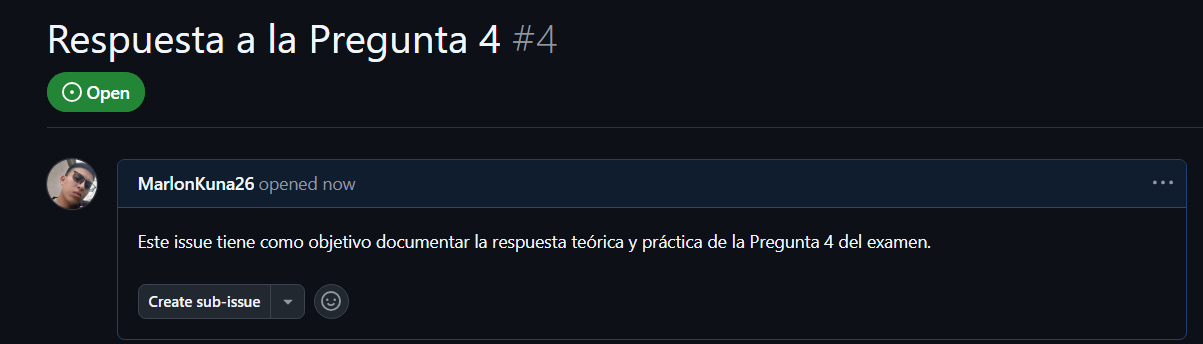 Respuesta a la Pregunta 4 #4
Open
MarlonKuna26 opened now
Este issue tiene como objetivo documentar la respuesta teórica y práctica de la Pregunta 4 del examen.
Create sub-issue